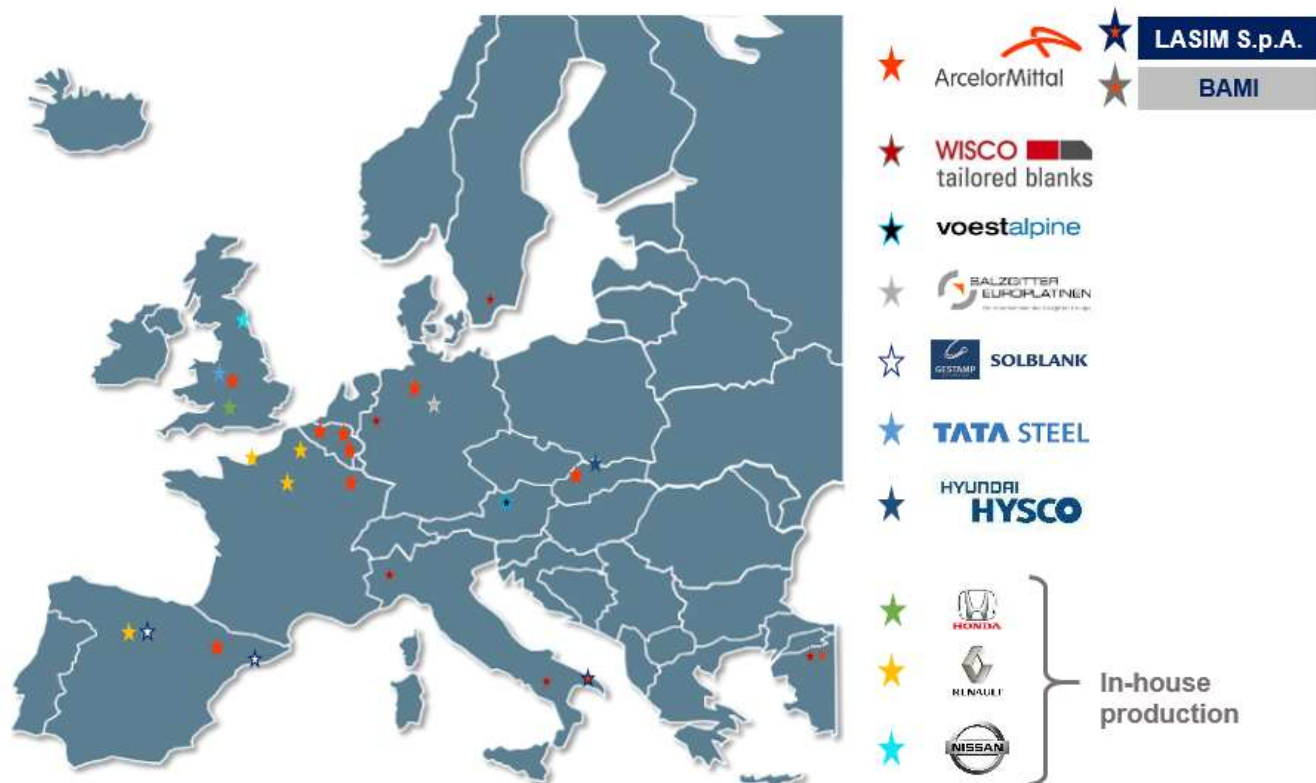 ArcelorMittal
LASIM S.p.A.
BAMI
WISCO
tailored blanks
voestalpine
SALZGITTER
EUROPLATINEN
GESTAMP
SOLBLANK
TATA STEEL
HYUNDAI
HYSCO
HONDA
RENAULT
NISSAN
In-house
production